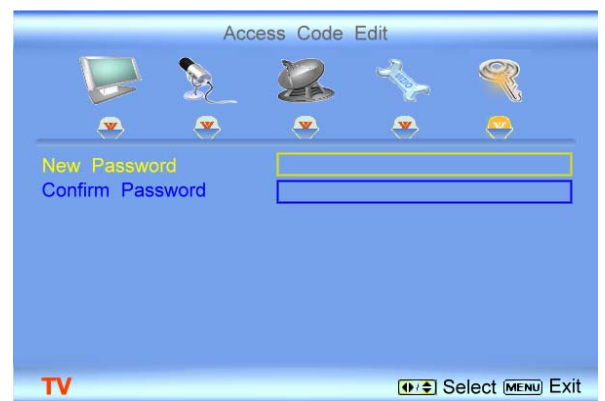 Access Code Edit
New Password
Confirm Password
TV Select MENU Exit